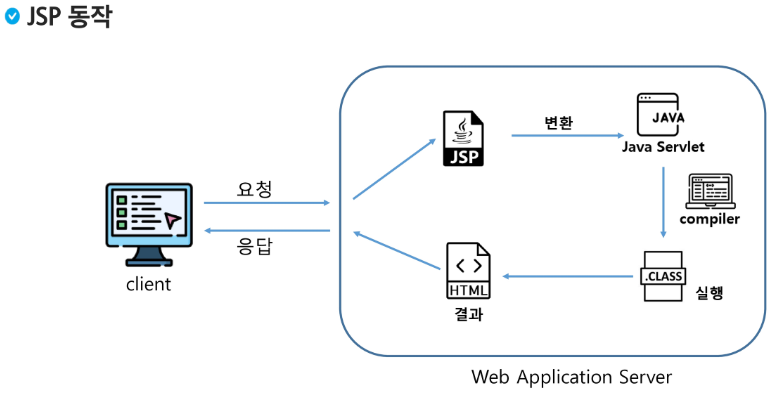 JSP 동작
JSP
변환
JAVA
Java Servlet
compiler
요청
응답
client
.CLASS
실행
HTML
결과
Web Application Server